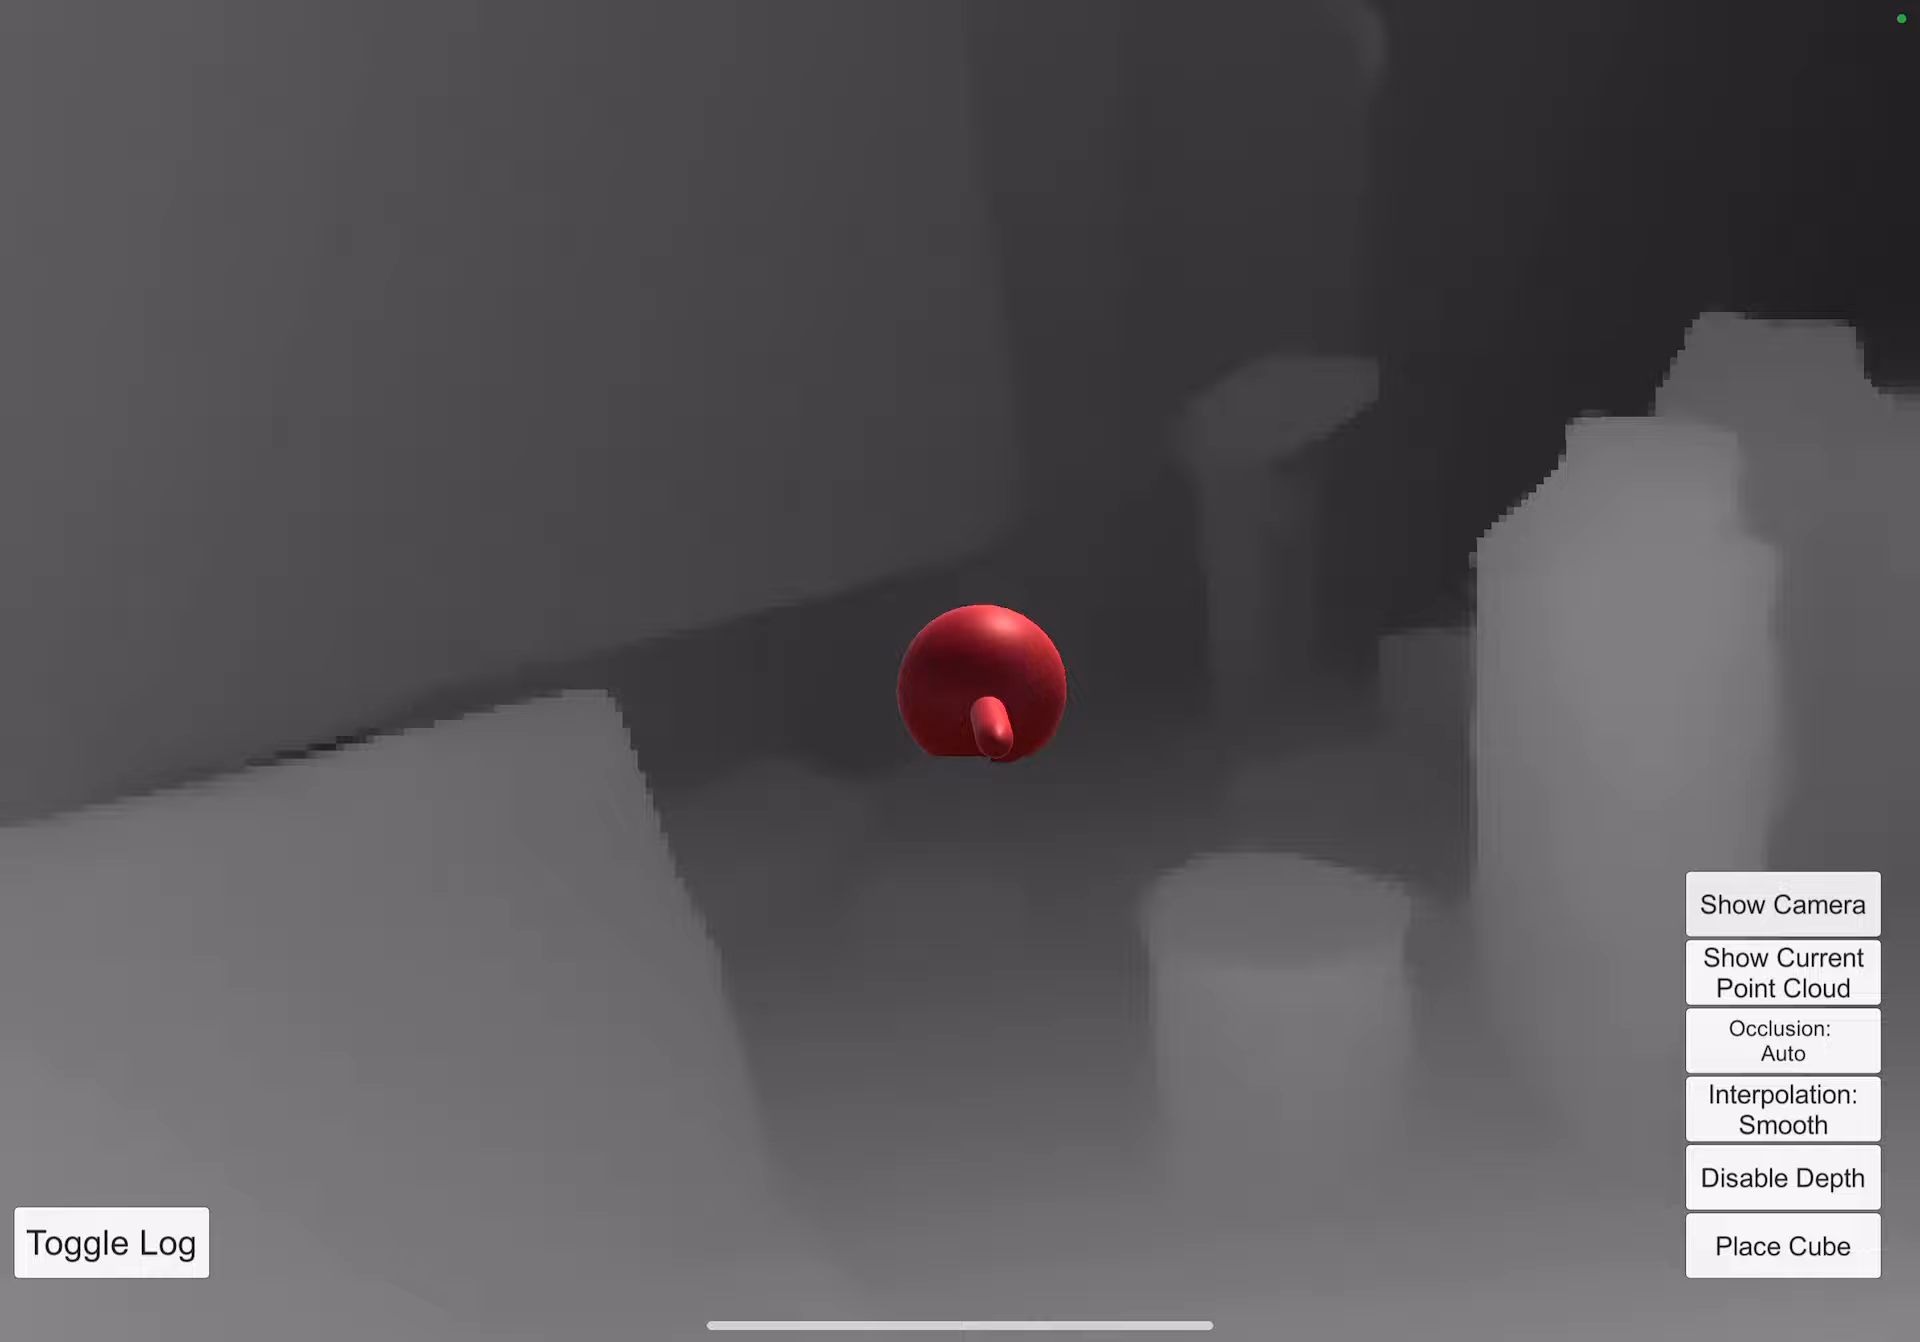 Show Camera
Show Current
Point Cloud
Occlusion:
Auto
Interpolation:
Smooth
Disable Depth
Place Cube
Toggle Log